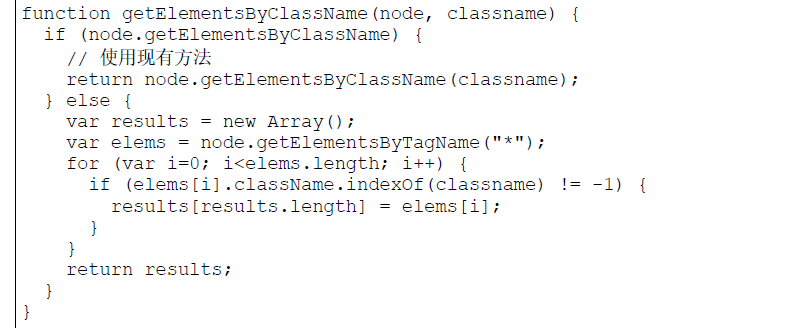 function getElementsByClassName(node, classname) {
  if (node.getElementsByClassName) {
    // 使用现有方法
    return node.getElementsByClassName(classname);
  } else {
    var results = new Array();
    var elems = node.getElementsByTagName("*");
    for (var i=0; i<elems.length; i++) {
      if (elems[i].className.indexOf(classname) != -1) {
        results[results.length] = elems[i];
      }
    }
    return results;
  }
}